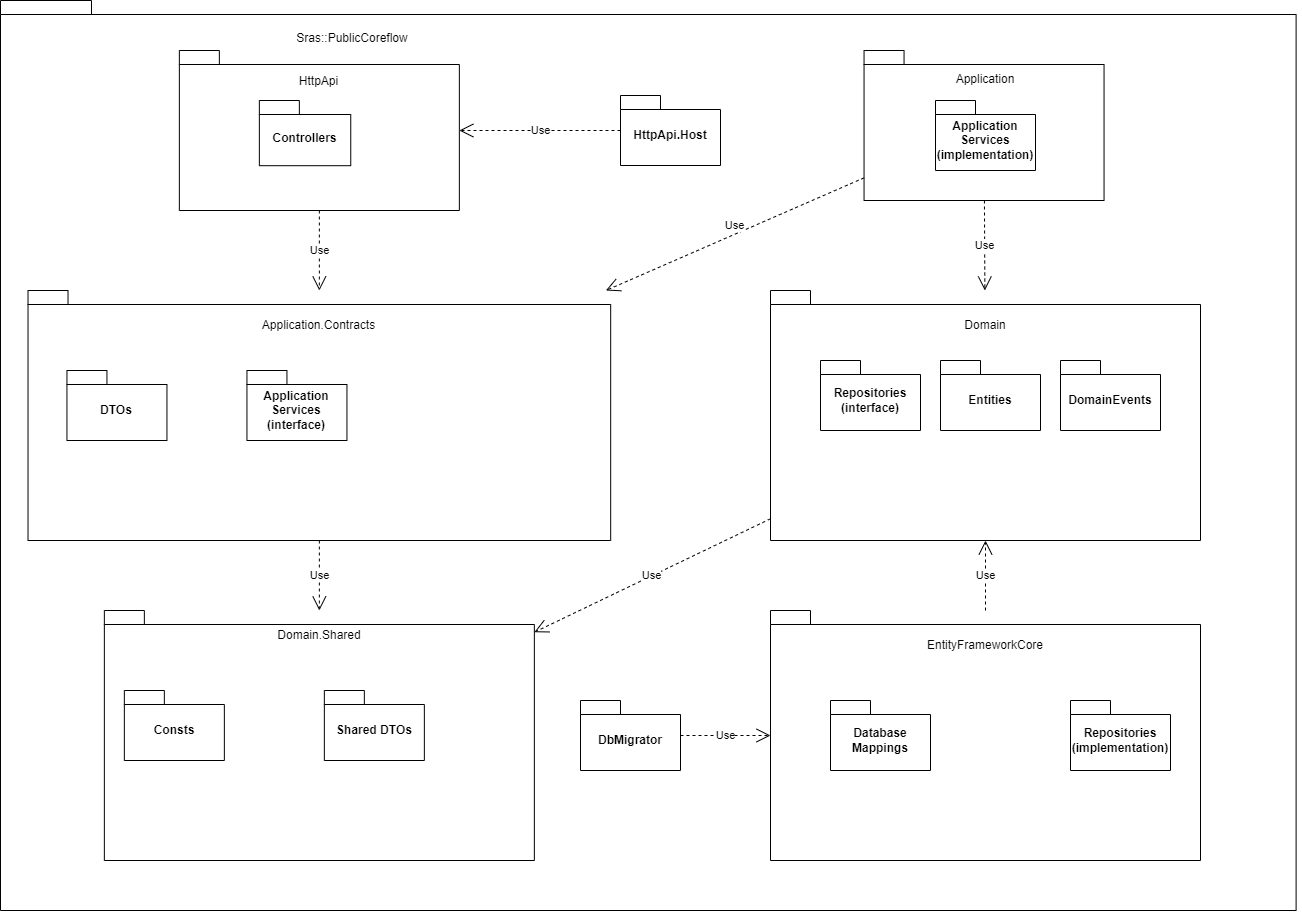 Sras::PublicCoreflow
HttpApi
Controllers
Use
HttpApi.Host
Application
Application
Services
(implementation)
Use
Use
Use
Application.Contracts
DTOs
Application
Services
(interface)
Domain
Repositories
(interface)
Entities
DomainEvents
Use
Use
Use
Domain.Shared
Consts
Shared DTOs
DbMigrator
Use
EntityFrameworkCore
Database
Mappings
Repositories
(implementation)